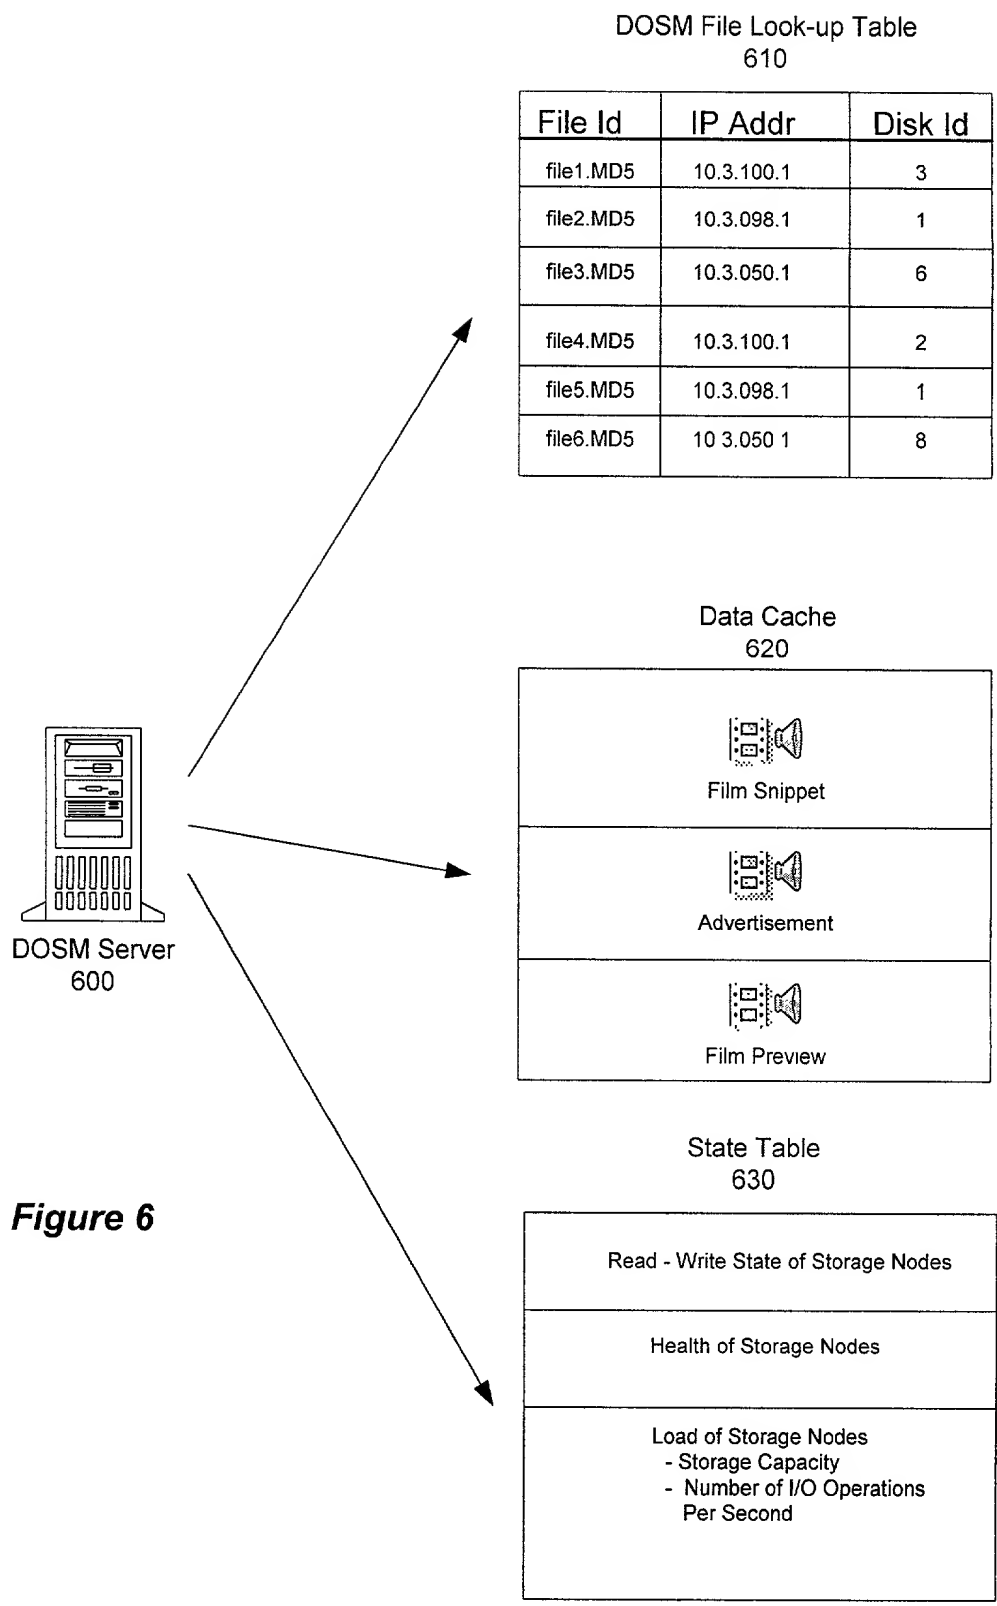 DOSM File Look-up Table
610
File Id IP Addr Disk Id
file1.MD5 10.3.100.1 3
file2.MD5 10.3.098.1 1
file3.MD5 10.3.050.1 6
file4.MD5 10.3.100.1 2
file5.MD5 10.3.098.1 1
file6.MD5 10 3.050 1 8
Data Cache
620
Film Snippet
Advertisement
Film Preview
DOSM Server
600
State Table
630
Read - Write State of Storage Nodes
Health of Storage Nodes
Load of Storage Nodes
- Storage Capacity
- Number of I/O Operations
Per Second
Figure 6